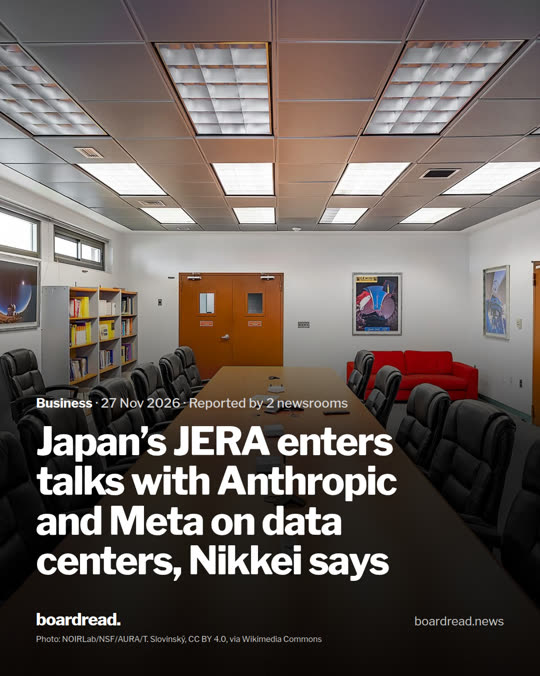 Business · 27 Nov 2026 · Reported by 2 newsrooms
Japan’s JERA enters
talks with Anthropic
and Meta on data
centers, Nikkei says
boardread.
boardread.news
Photo: NOIRLab/NSF/AURA/T. Slovinský, CC BY 4.0, via Wikimedia Commons